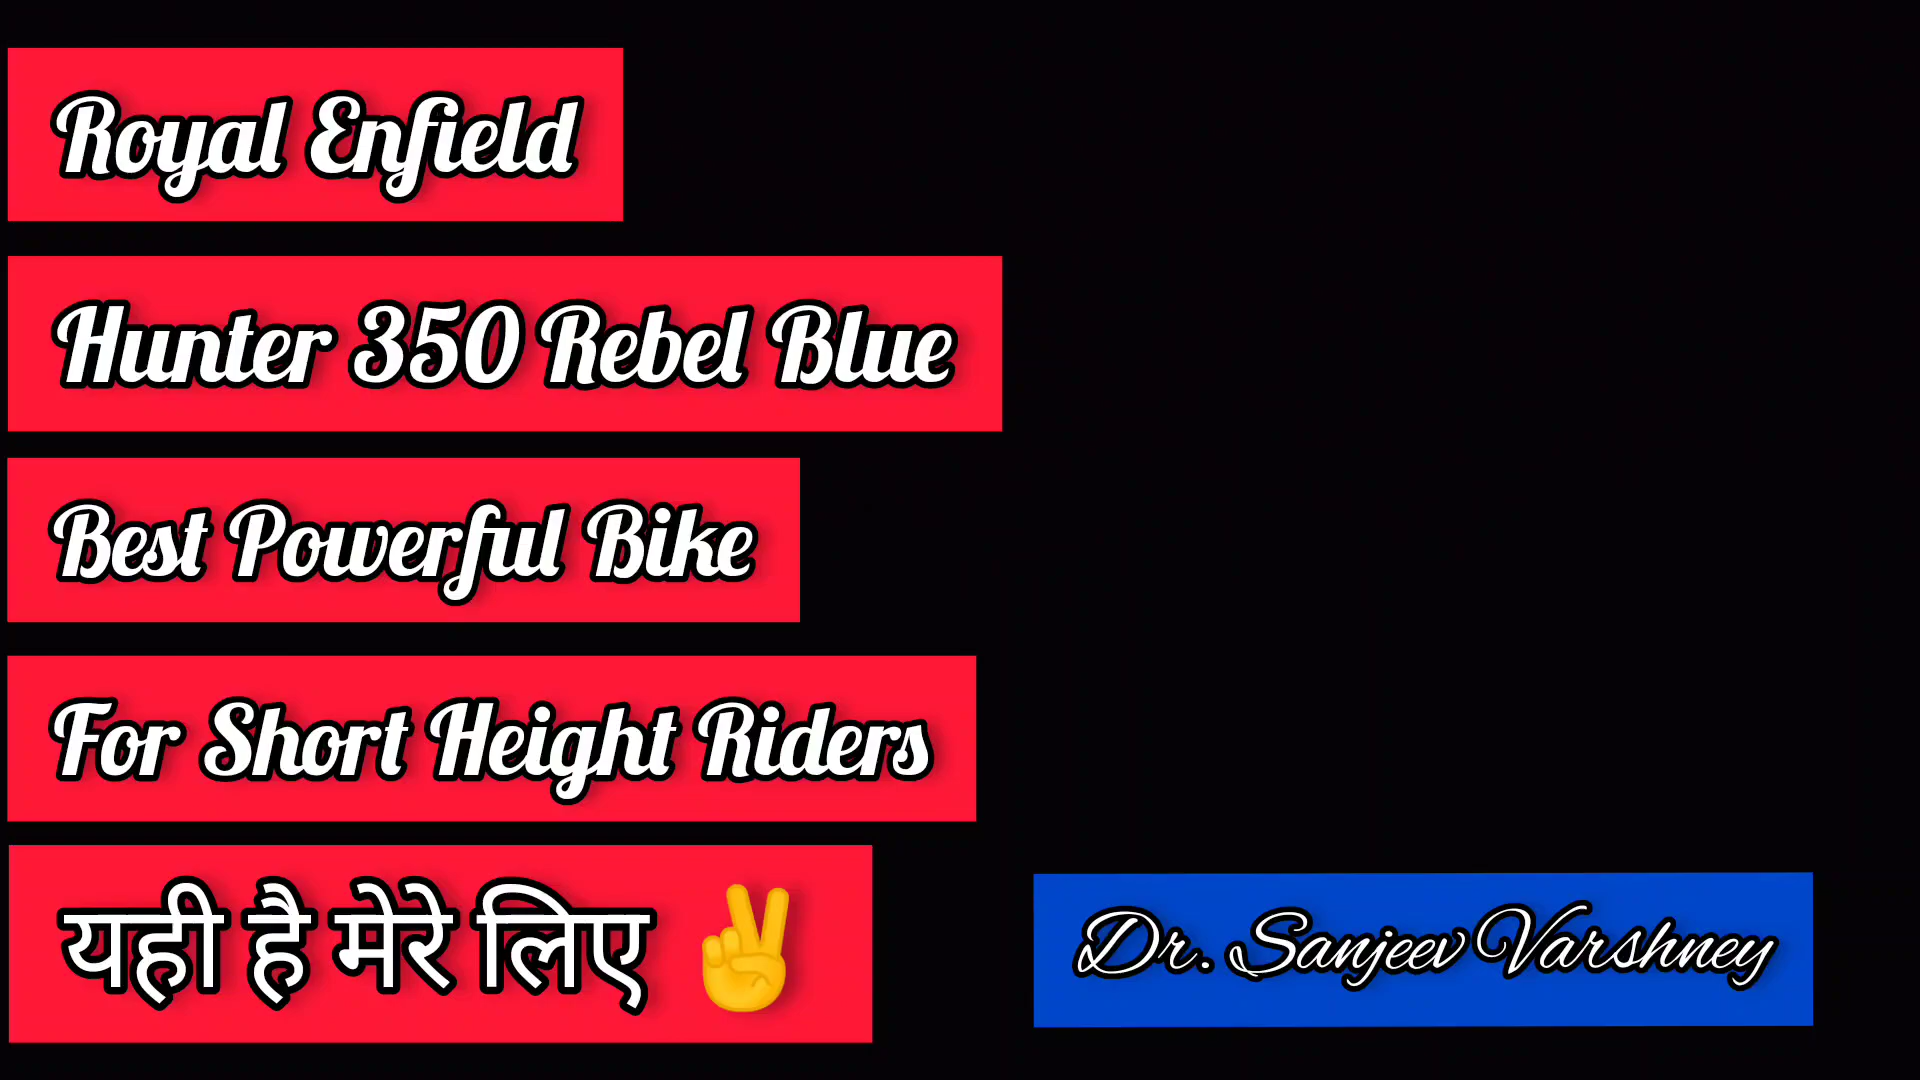 Royal Enfield
Hunter 350 Rebel Blue
Best Powerful Bike
For Short Height Riders
यही है मेरे लिए ✌️
Dr. Sanjeev Varshney